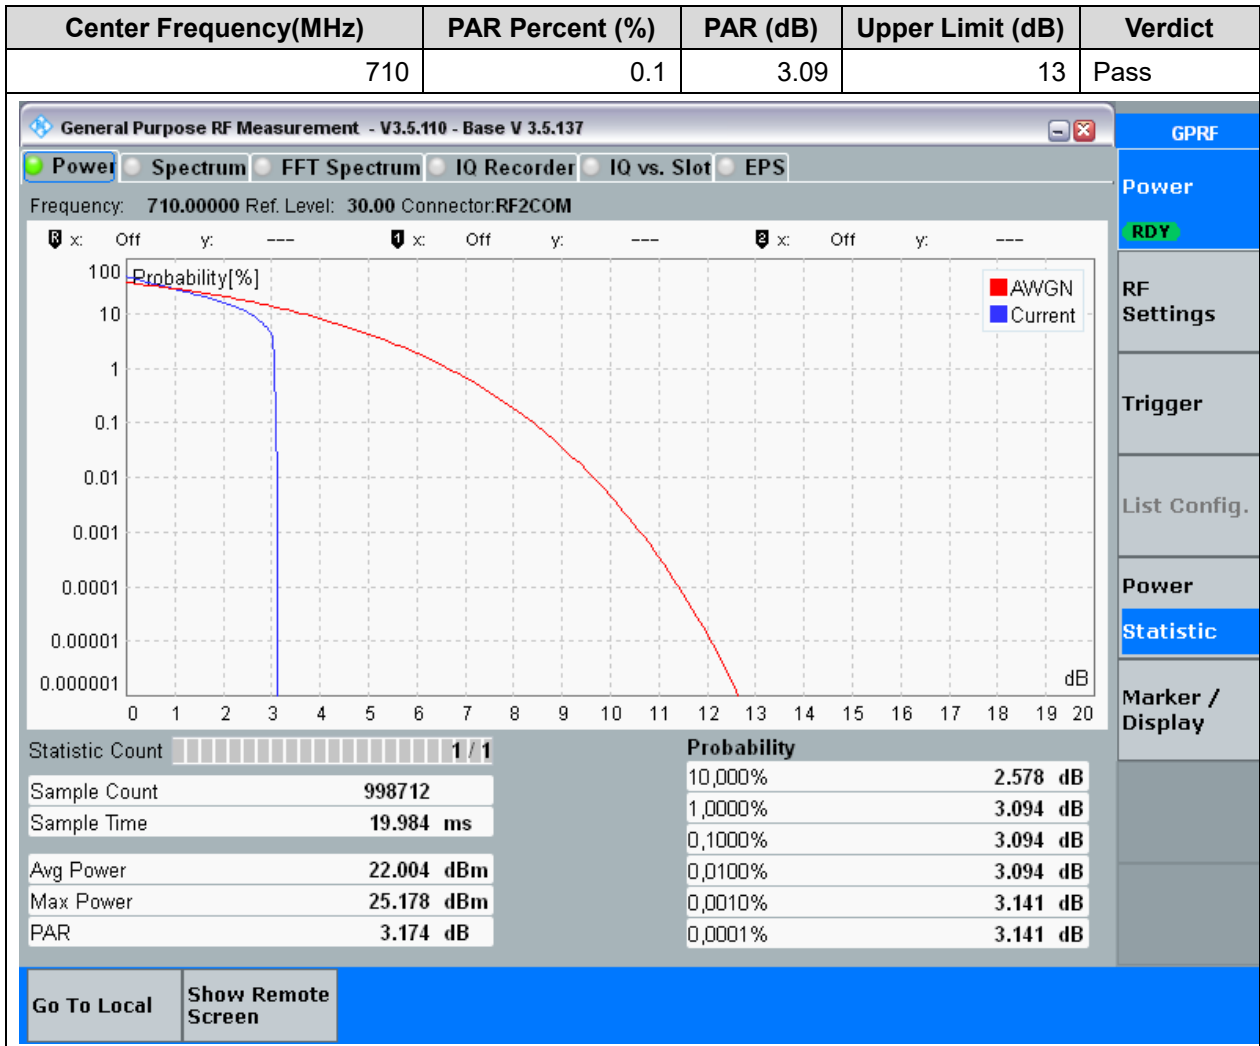 Center Frequency(MHz) PAR Percent (%) PAR (dB) Upper Limit (dB) Verdict
710 0.1 3.09 13 Pass
General Purpose RF Measurement - V3.5.110 - Base V 3.5.137
GPRF
Power Spectrum FFT Spectrum IQ Recorder IQ vs. Slot EPS
Power
RDY
Frequency: 710.00000 Ref. Level: 30.00 Connector:RF2COM
R x: Off y: --- 1 x: Off y: --- 2 x: Off y: ---
Probability[%]
AWGN
Current
100
10
1
0.1
0.01
0.001
0.0001
0.00001
0.000001
dB
0 1 2 3 4 5 6 7 8 9 10 11 12 13 14 15 16 17 18 19 20
RF
Settings
Trigger
List Config.
Power
Statistic
Marker /
Display
Statistic Count 1 / 1
Sample Count 998712
Sample Time 19.984 ms
Avg Power 22.004 dBm
Max Power 25.178 dBm
PAR 3.174 dB
Probability
10,000% 2.578 dB
1,0000% 3.094 dB
0,1000% 3.094 dB
0,0100% 3.094 dB
0,0010% 3.141 dB
0,0001% 3.141 dB
Go To Local
Show Remote
Screen